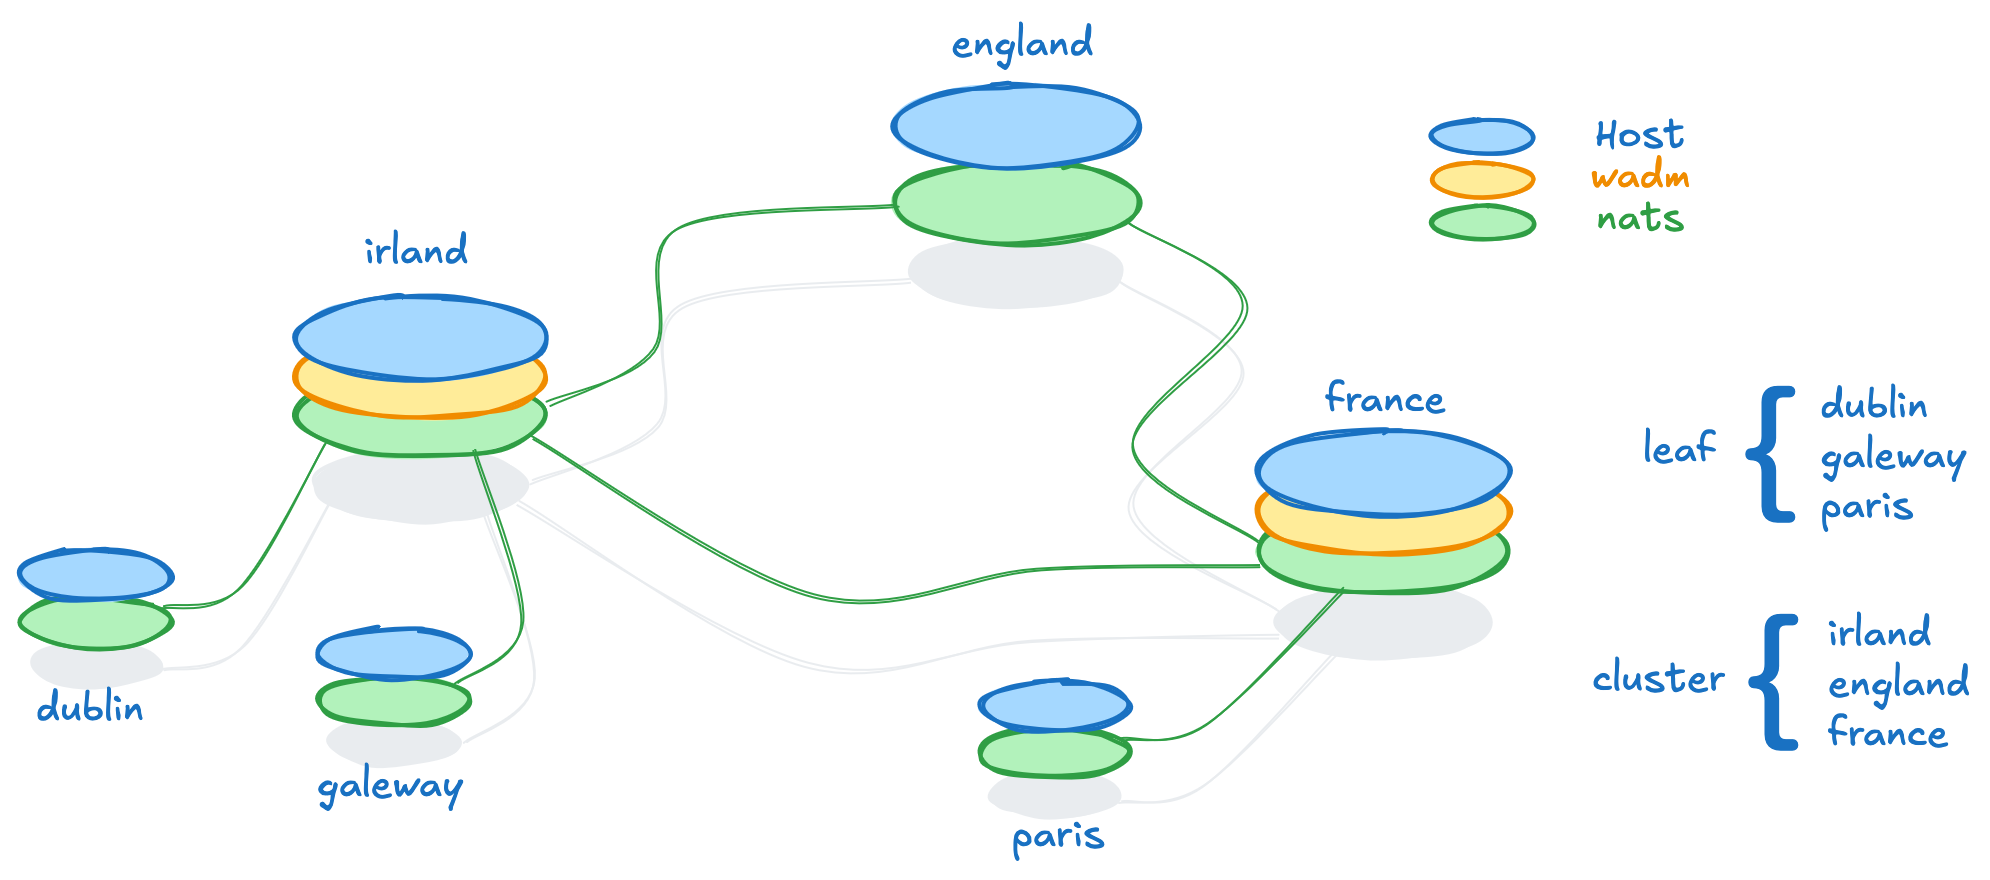 england
Host
wadm
nats
irland
france
leaf
dublin
galeway
paris
cluster
irland
england
france
dublin
galeway
paris